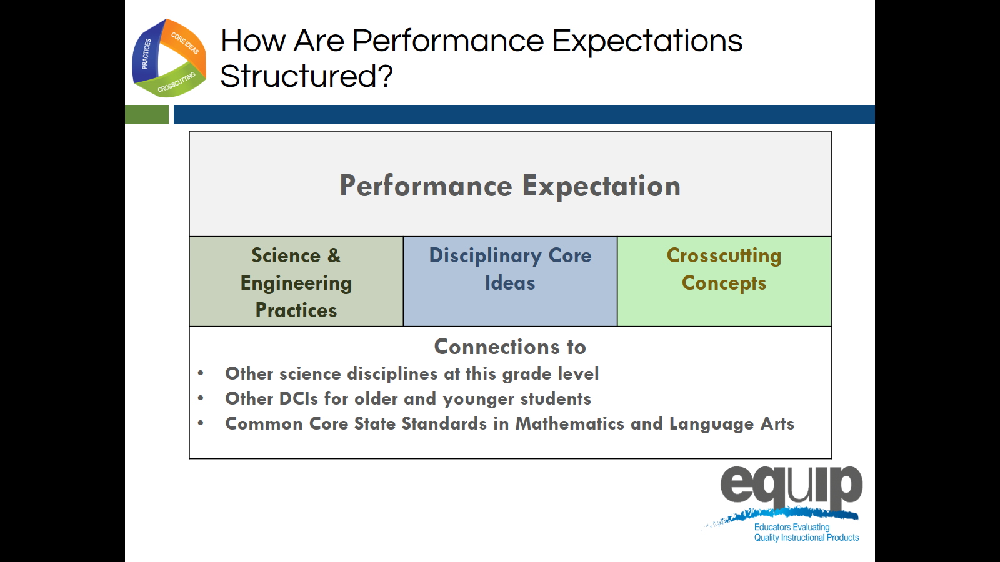 PRACTICES
CORE IDEAS
CROSSCUTTING
How Are Performance Expectations
Structured?
Performance Expectation
Science &
Engineering
Practices
Disciplinary Core
Ideas
Crosscutting
Concepts
Connections to
• Other science disciplines at this grade level
• Other DCIs for older and younger students
• Common Core State Standards in Mathematics and Language Arts
equip
Educators Evaluating
Quality Instructional Products